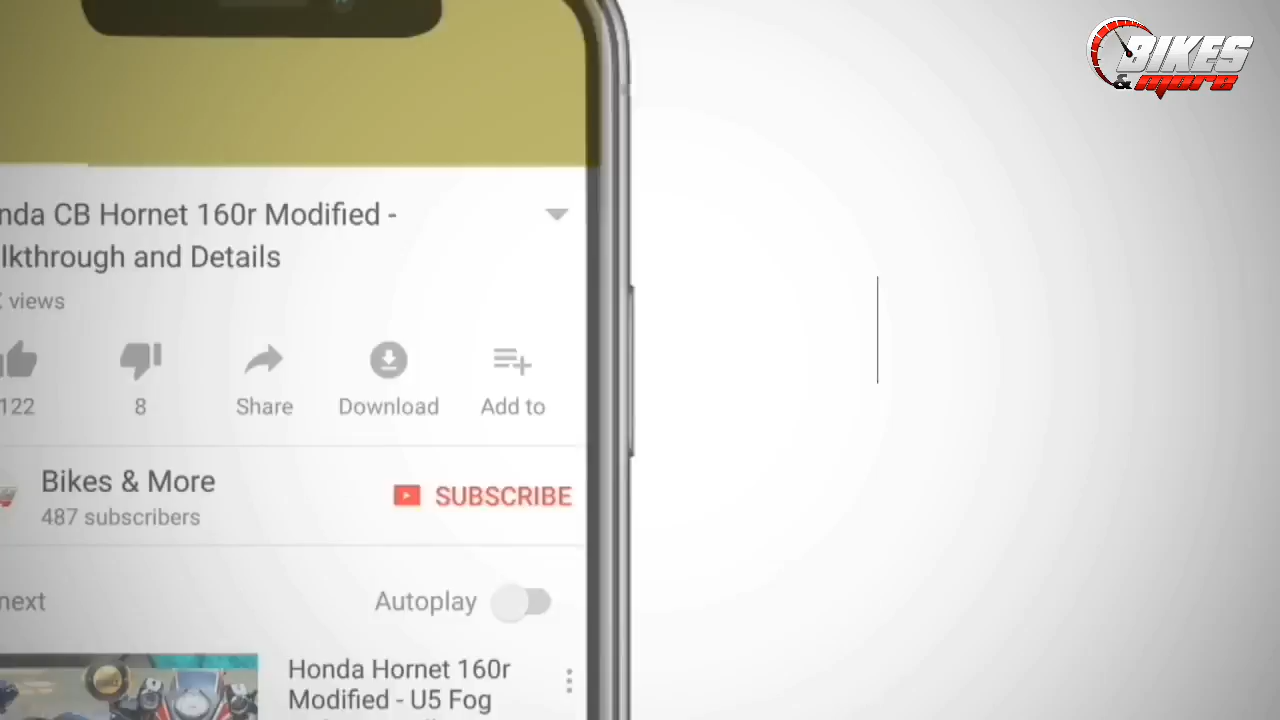 BIKES
& more
nda CB Hornet 160r Modified -
lkthrough and Details
views
122
8
Share
Download
Add to
Bikes & More
SUBSCRIBE
487 subscribers
next
Autoplay
Honda Hornet 160r
Modified - U5 Fog